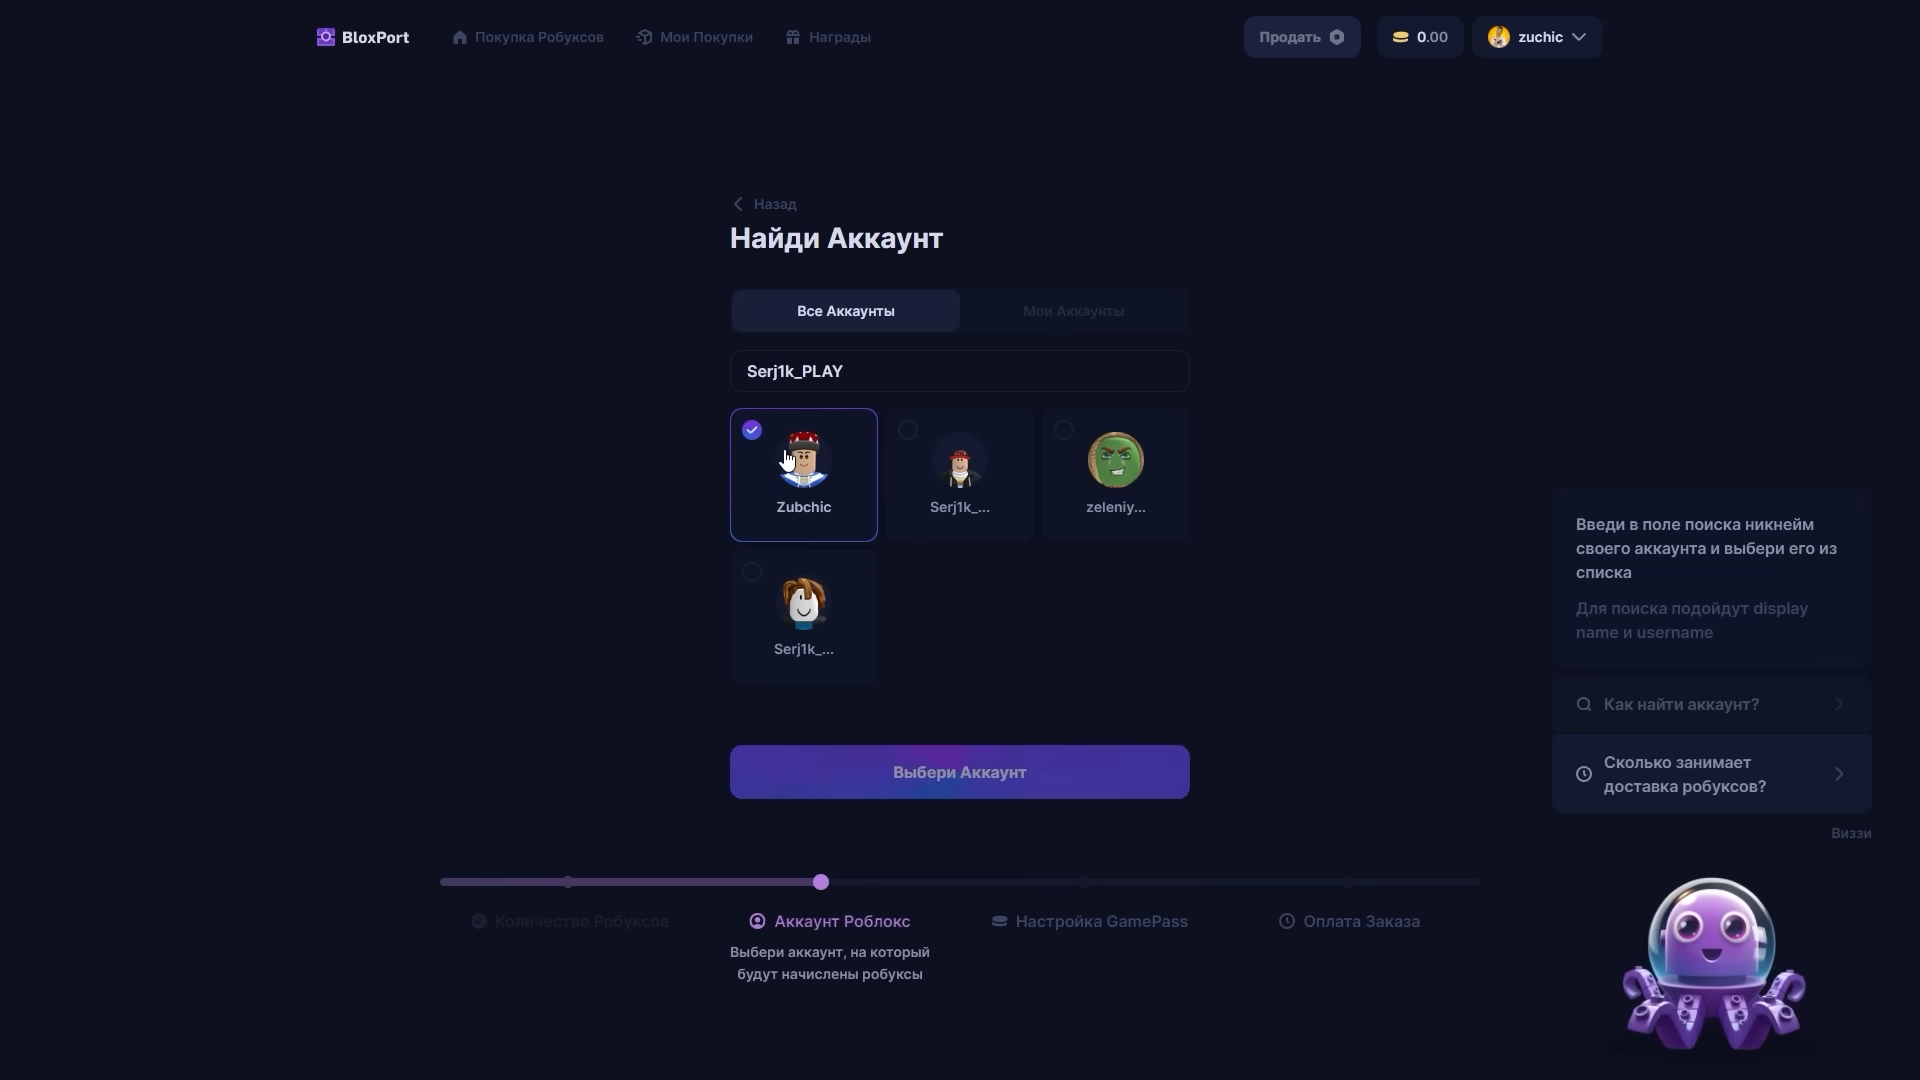 BloxPort
Покупка Робуксов
Мои Покупки
Награды
Продать
0.00
zuchic
Назад
Найди Аккаунт
Все Аккаунты
Мои Аккаунты
Serj1k_PLAY
Zubchic
Serj1k_...
zeleniy...
Serj1k_...
Выбери Аккаунт
Введи в поле поиска никнейм
своего аккаунта и выбери его из
списка
Для поиска подойдут display
name и username
Как найти аккаунт?
Сколько занимает
доставка робуксов?
Виззи
Количество Робуксов
Аккаунт Роблокс
Выбери аккаунт, на который
будут начислены робуксы
Настройка GamePass
Оплата Заказа